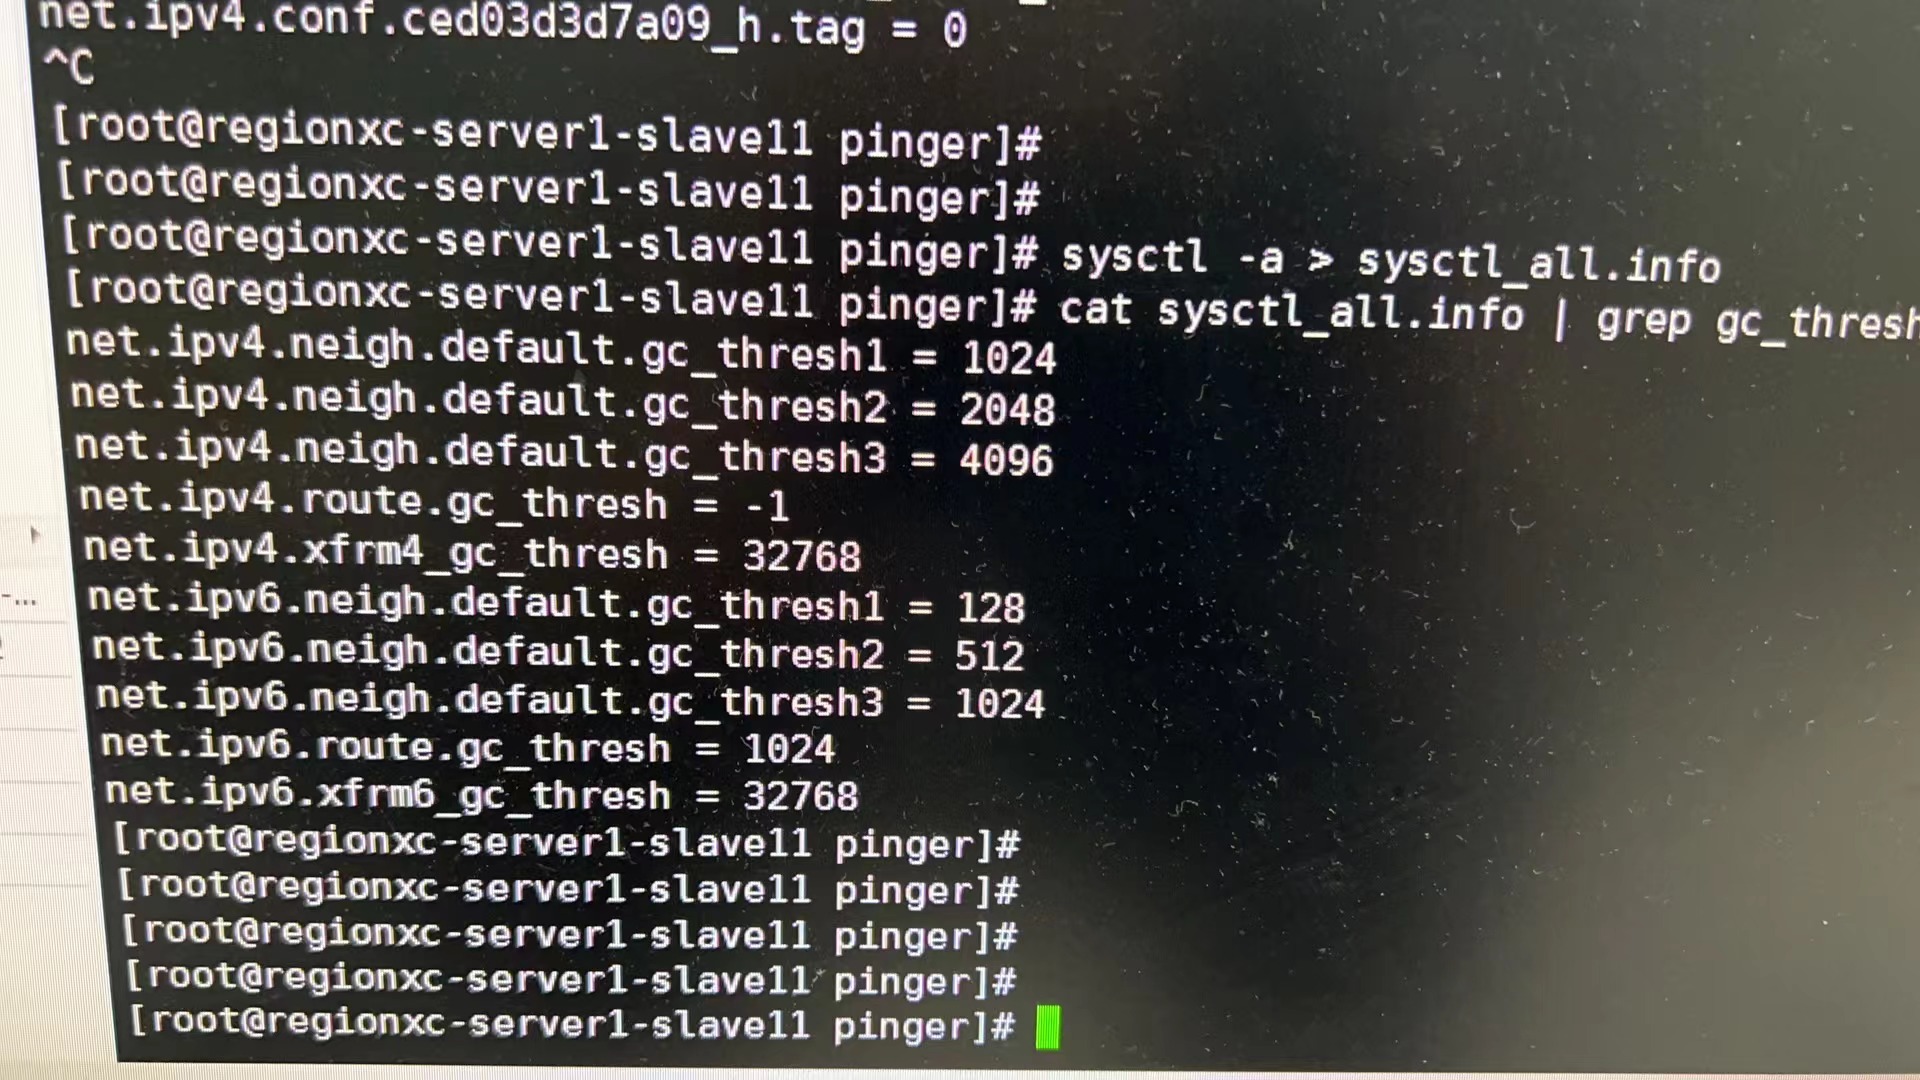 net.ipv4.conf.ced03d3d7a09_h.tag = 0
^C
[root@regionxc-server1-slave11 pinger]#
[root@regionxc-server1-slave11 pinger]#
[root@regionxc-server1-slave11 pinger]# sysctl -a > sysctl_all.info
[root@regionxc-server1-slave11 pinger]# cat sysctl_all.info | grep gc_thresh
net.ipv4.neigh.default.gc_thresh1 = 1024
net.ipv4.neigh.default.gc_thresh2 = 2048
net.ipv4.neigh.default.gc_thresh3 = 4096
net.ipv4.route.gc_thresh = -1
net.ipv4.xfrm4_gc_thresh = 32768
net.ipv6.neigh.default.gc_thresh1 = 128
net.ipv6.neigh.default.gc_thresh2 = 512
net.ipv6.neigh.default.gc_thresh3 = 1024
net.ipv6.route.gc_thresh = 1024
net.ipv6.xfrm6_gc_thresh = 32768
[root@regionxc-server1-slave11 pinger]#
[root@regionxc-server1-slave11 pinger]#
[root@regionxc-server1-slave11 pinger]#
[root@regionxc-server1-slave11 pinger]#
[root@regionxc-server1-slave11 pinger]#